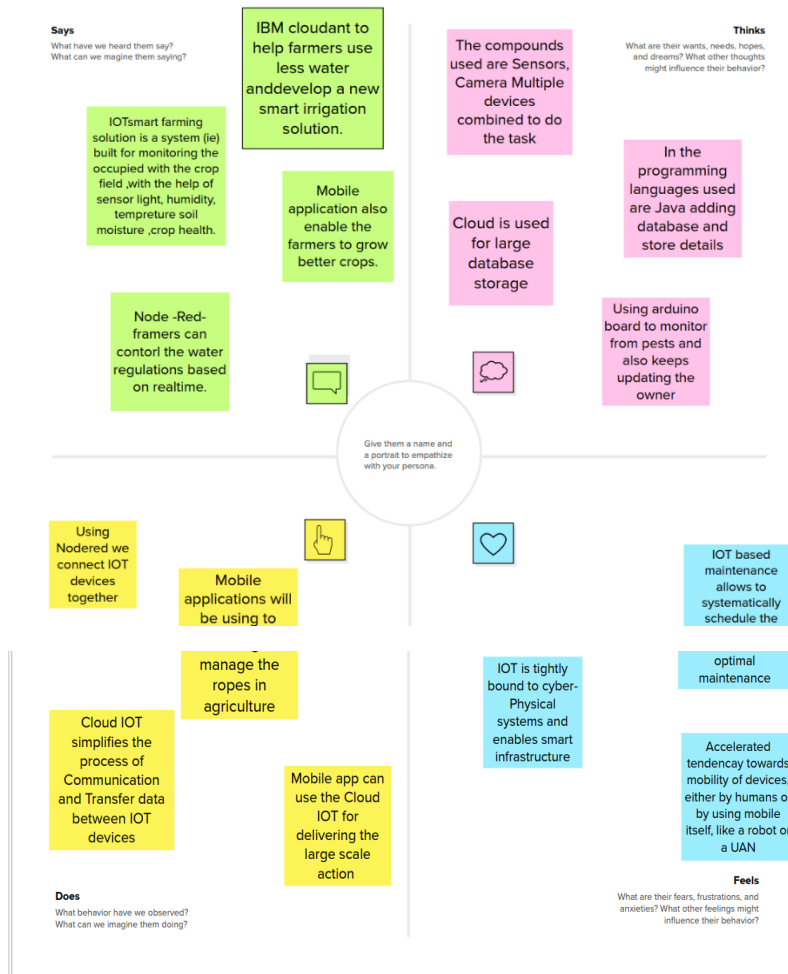 Says
What have we heard them say?
What can we magine them saying?
IBM cloudant to
help farmers use
less water
anddevelop a new
smart irrigation
solution.
IOTsmart farming
solution is a system (ie)
built for monitoring the
occupied with the crop
field ,with the help of
sensor light, humidity,
tempreture soil
moisture ,crop health.
Mobile
application also
enable the
farmers to grow
better crops.
Node -Red-
framers can
contorl the water
regulations based
on realtime.
Thinks
What are their wants, needs, hopes,
and dreams? What other thoughts
might influence their behavior?
The compounds
used are Sensors,
Camera Multiple
devices
combined to do
the task
In the
programming
languages used
are Java adding
database and
store details
Cloud is used
for large
database
storage
Using arduino
board to monitor
from pests and
also keeps
updating the
owner
Give them a name and
a portrait to empathize
with your persona.
Using
Nodered we
connect IOT
devices
together
Mobile
applications will
be using to
manage the
ropes in
agriculture
Cloud IOT
simplifies the
process of
Communication
and Transfer data
between IOT
devices
Mobile app can
use the Cloud
IOT for
delivering the
large scale
action
Does
What behavior have we observed?
What can we imagine them doing?
IOT based
maintenance
allows to
systematically
schedule the
optimal
maintenance
IOT is tightly
bound to cyber-
Physical
systems and
enables smart
infrastructure
Accelerated
tendencay towards
mobility of devices,
either by humans o
by using mobile
itself, like a robot or
a UAN
Feels
What are their fears, frustrations, and
anxieties? What other feelings might
influence their behavior?